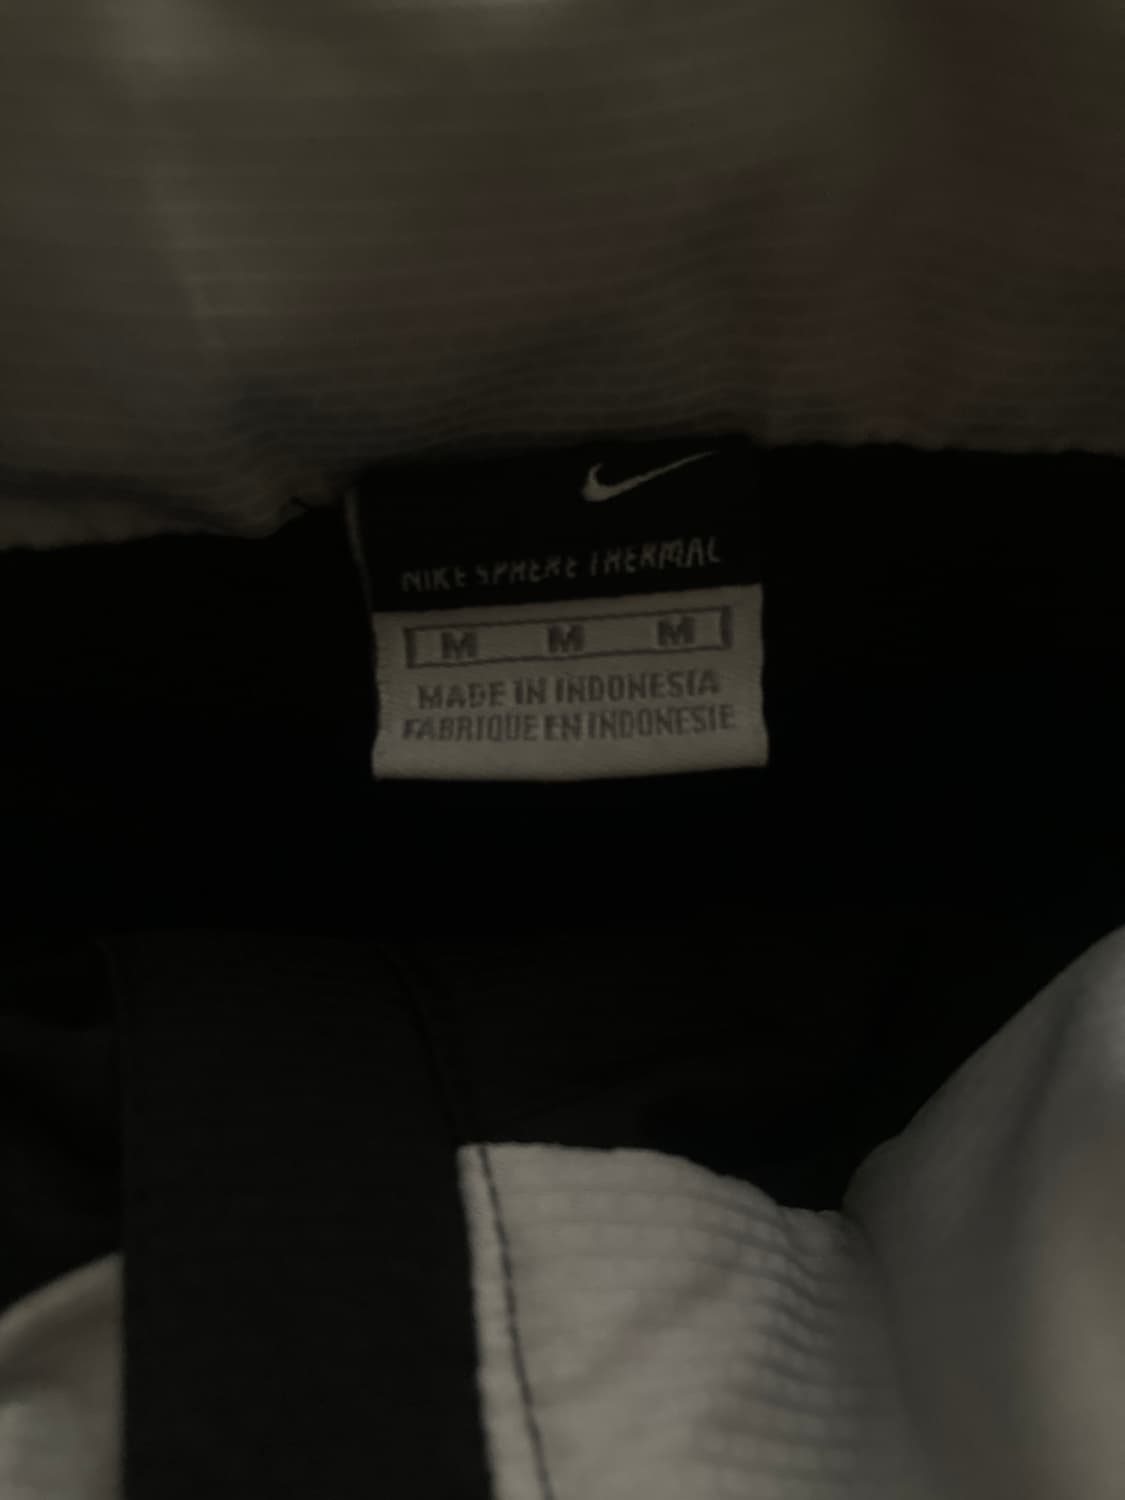 NIKE SPHERE THERMAL
M M M
MADE IN INDONESIA
FABRIQUE EN INDONESIE